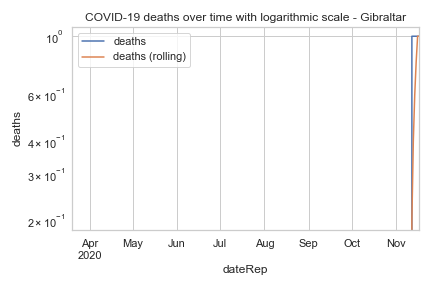 COVID-19 deaths over time with logarithmic scale - Gibraltar
deaths
deaths (rolling)
10⁰
6 × 10⁻¹
4 × 10⁻¹
3 × 10⁻¹
2 × 10⁻¹
deaths
Apr May Jun Jul Aug Sep Oct Nov
2020
dateRep